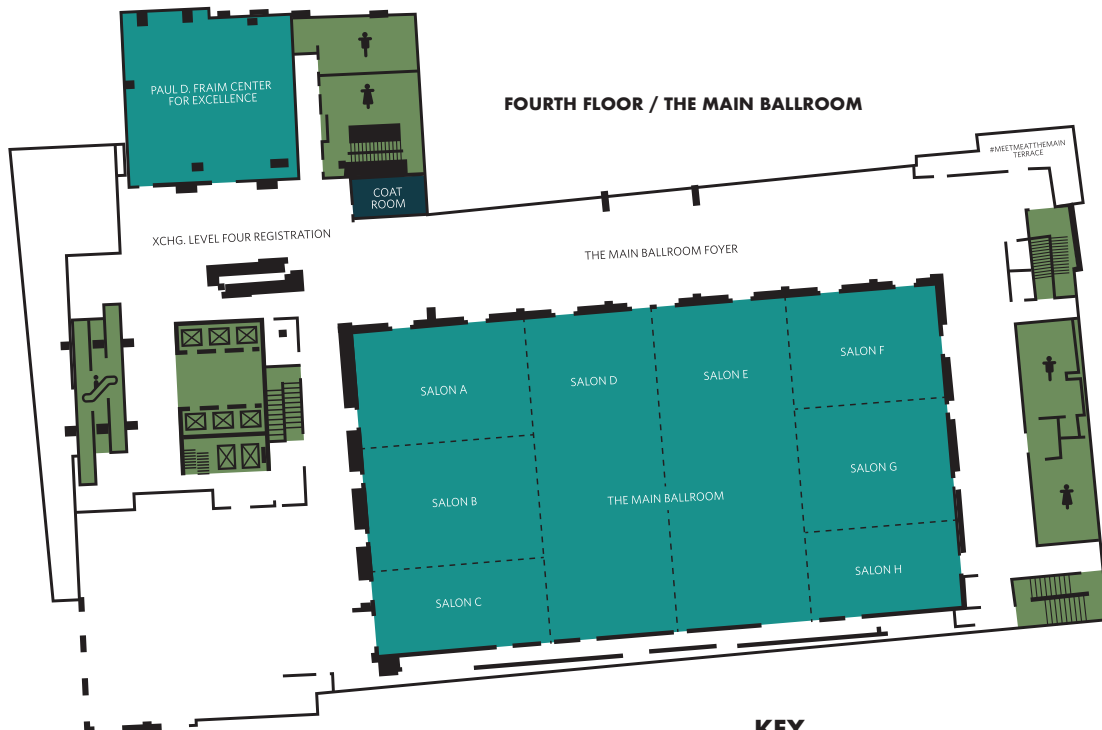 PAUL D. FRAIM CENTER
FOR EXCELLENCE
FOURTH FLOOR / THE MAIN BALLROOM
#MEETMEATTHEMAIN
TERRACE
COAT
ROOM
XCHG. LEVEL FOUR REGISTRATION
THE MAIN BALLROOM FOYER
SALON A
SALON D
SALON E
SALON F
SALON B
THE MAIN BALLROOM
SALON G
SALON C
SALON H
KEY